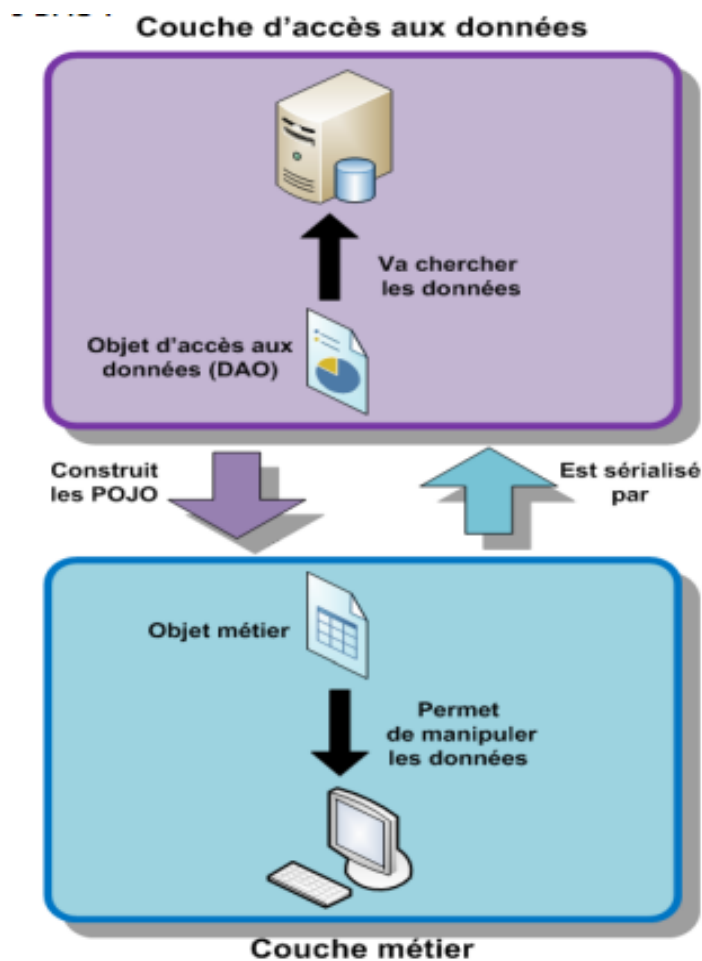 Couche d'accès aux données
Va chercher
les données
Objet d'accès aux
données (DAO)
Construit
les POJO
Est sérialisé
par
Objet métier
Permet
de manipuler
les données
Couche métier